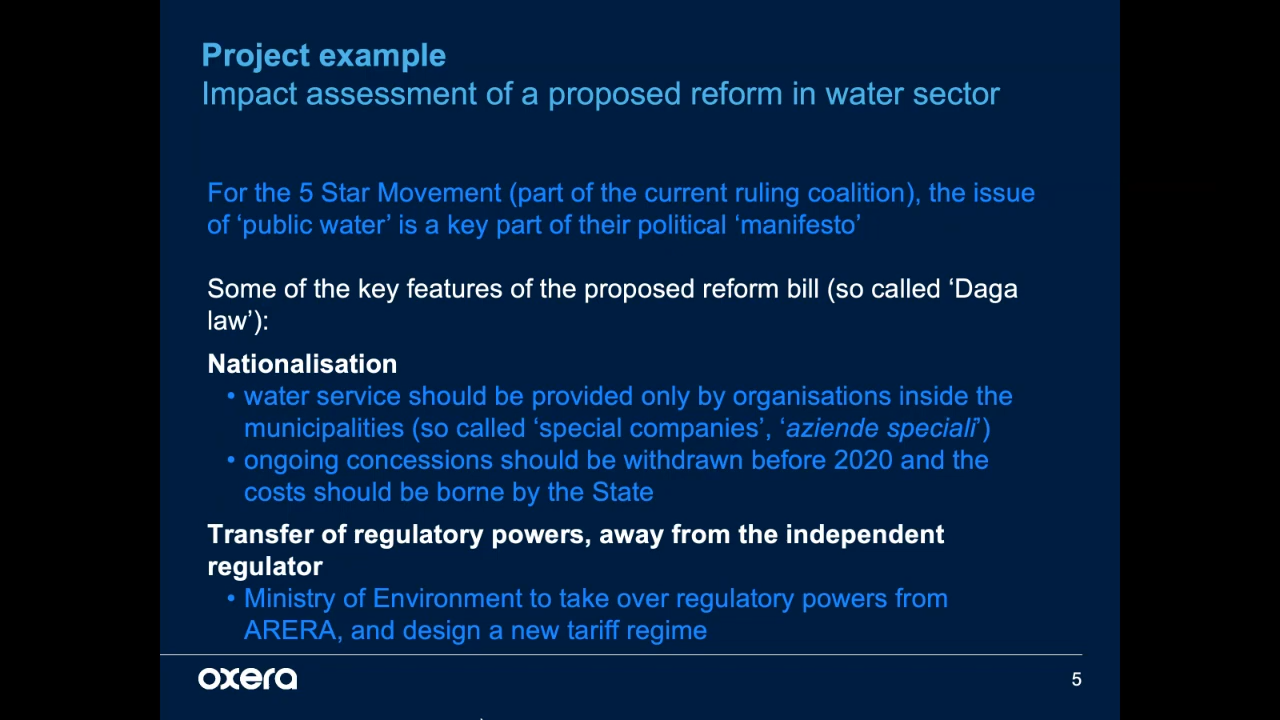 Project example
Impact assessment of a proposed reform in water sector
For the 5 Star Movement (part of the current ruling coalition), the issue
of ‘public water’ is a key part of their political ‘manifesto’
Some of the key features of the proposed reform bill (so called ‘Daga
law’):
Nationalisation
• water service should be provided only by organisations inside the
municipalities (so called ‘special companies’, ‘aziende speciali’)
• ongoing concessions should be withdrawn before 2020 and the
costs should be borne by the State
Transfer of regulatory powers, away from the independent
regulator
• Ministry of Environment to take over regulatory powers from
ARERA, and design a new tariff regime
oxera
5